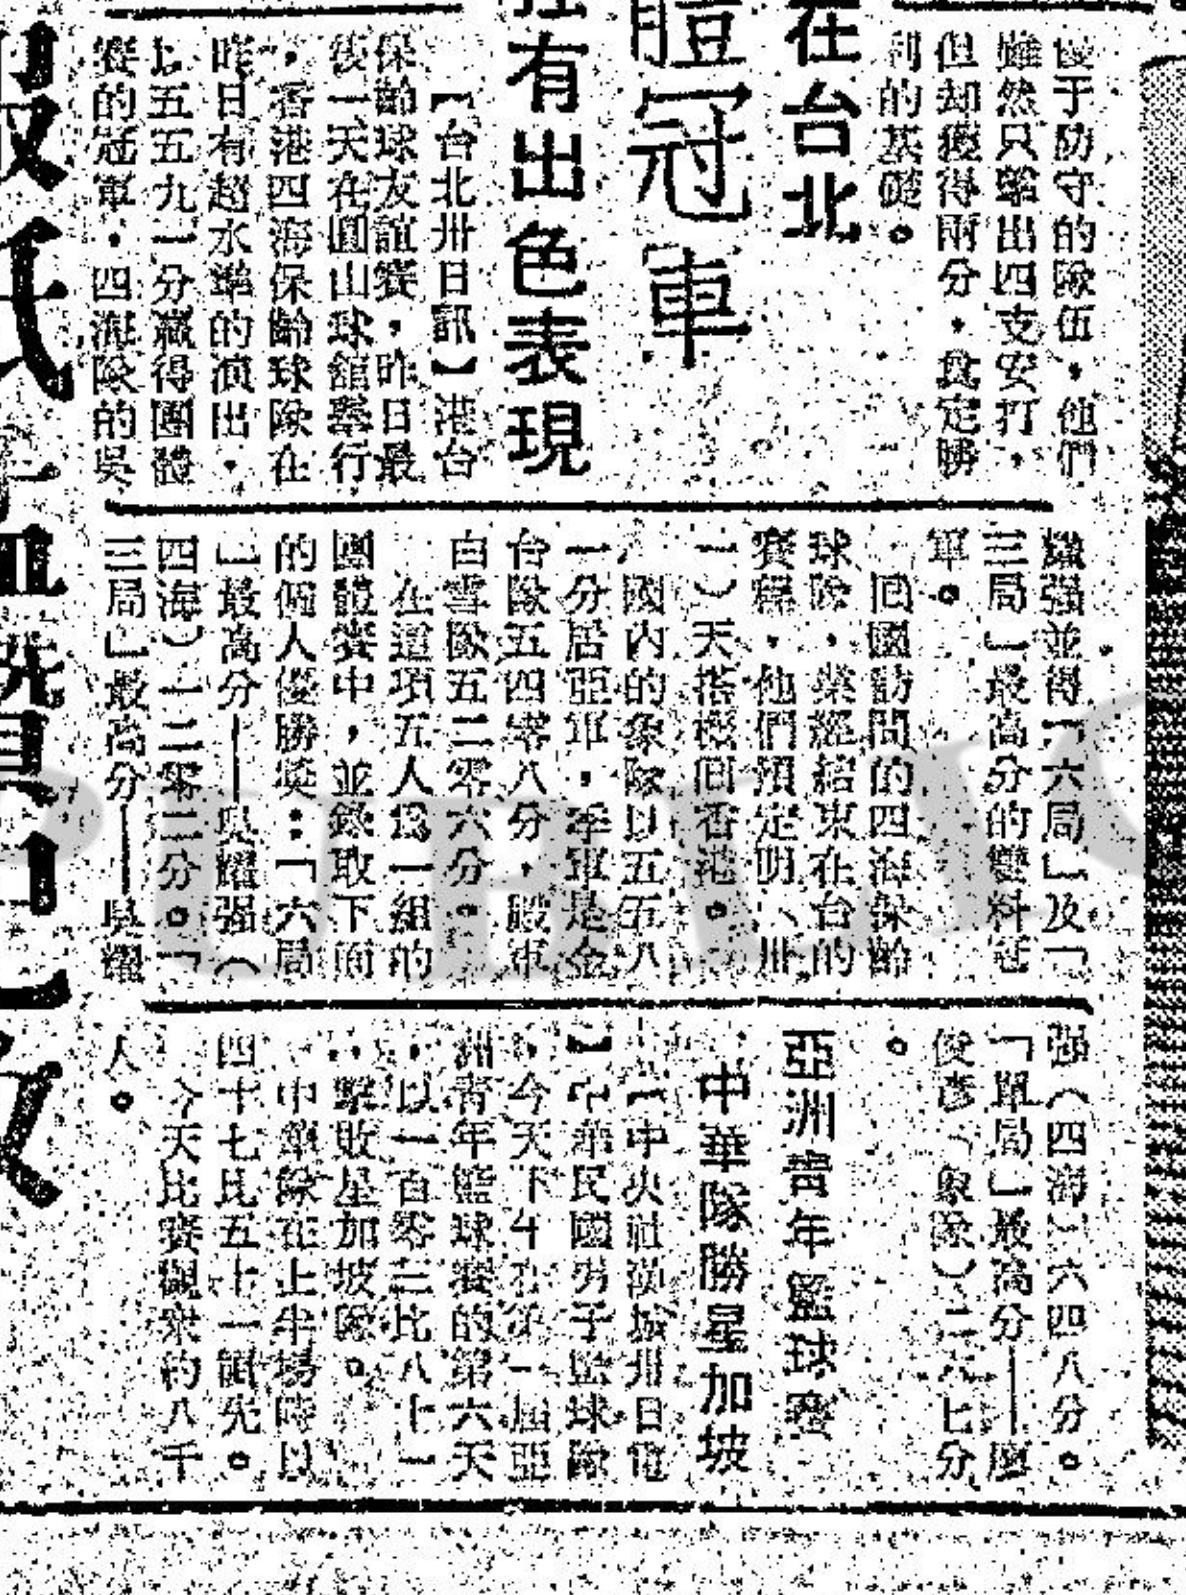 優于防守的隊伍，他們
雖然只擊出四支安打，
但却獲得兩分，奠定勝
利的基礎。
在台北
體冠軍
強有出色表現
【台北卅日訊】港台
保齡球友誼賽，昨日最
後一天在圓山球館舉行
，香港四海保齡球隊在
昨日有超水準的演出，
以五五九一分贏得團體
賽的冠軍，四海隊的吳
耀强並得「六局」及「
三局」最高分的雙料冠
軍。
回國訪問的四海保齡
球隊，業經結束在台的
賽程，他們預定明（卅
一）天搭機回香港。
國內的象隊以五五八
一分居亞軍，季軍是金
台隊五四零八分，殿軍
白雪隊五二零六分。
在這項五人爲一組的
團體賽中，並錄取下面
的個人優勝獎：「六局
」最高分——吳耀强（
四海）一二零二分。「
三局」最高分——吳耀
强（四海）六四八分。
「單局」最高分——廖
俊彥（象隊）二六七分
。
亞洲青年籃球賽
中華隊勝星加坡
【中央社漢城卅日電
】中華民國男子籃球隊
，今天下午在第一屆亞
洲青年籃球賽的第六天
，以一百零三比八十一
，擊敗星加坡隊。
中華隊在上半塲時以
四十七比五十一領先。
今天比賽觀衆約八千
人。
PUBLIC